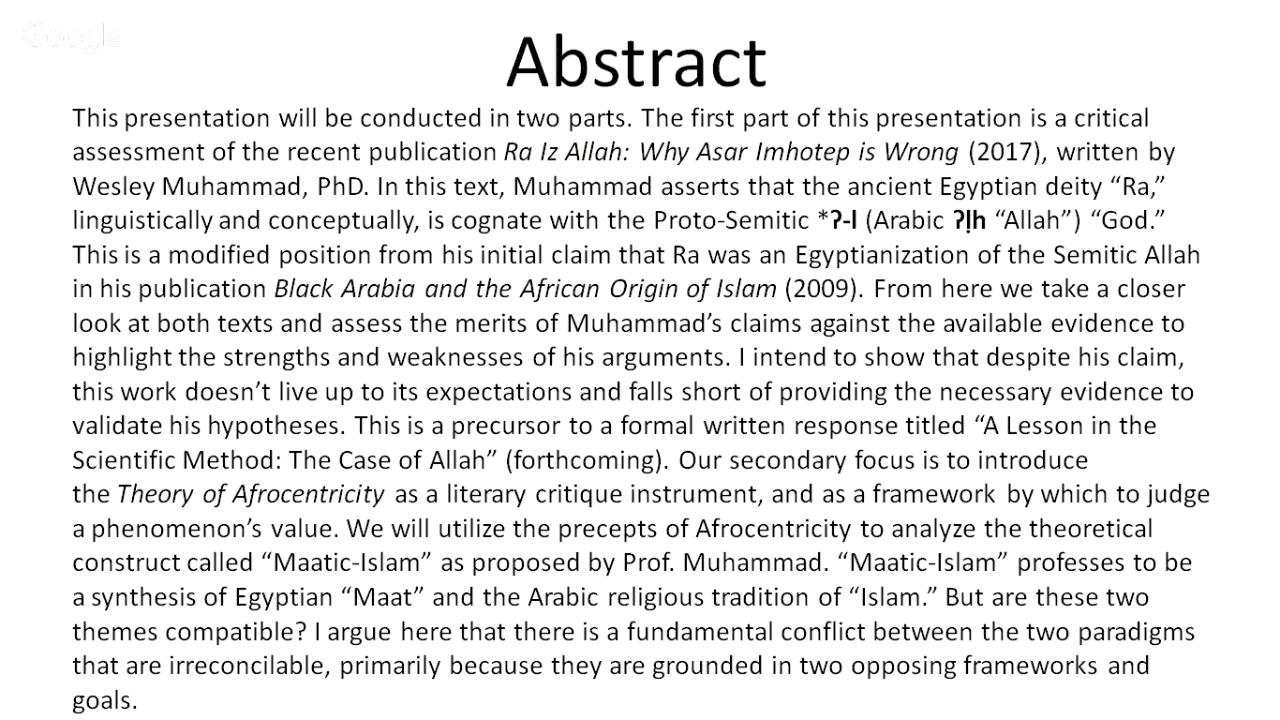 Google
Abstract
This presentation will be conducted in two parts. The first part of this presentation is a critical
assessment of the recent publication Ra Iz Allah: Why Asar Imhotep is Wrong (2017), written by
Wesley Muhammad, PhD. In this text, Muhammad asserts that the ancient Egyptian deity “Ra,”
linguistically and conceptually, is cognate with the Proto-Semitic *ʔ-l (Arabic ʔḷh “Allah”) “God.”
This is a modified position from his initial claim that Ra was an Egyptianization of the Semitic Allah
in his publication Black Arabia and the African Origin of Islam (2009). From here we take a closer
look at both texts and assess the merits of Muhammad’s claims against the available evidence to
highlight the strengths and weaknesses of his arguments. I intend to show that despite his claim,
this work doesn’t live up to its expectations and falls short of providing the necessary evidence to
validate his hypotheses. This is a precursor to a formal written response titled “A Lesson in the
Scientific Method: The Case of Allah” (forthcoming). Our secondary focus is to introduce
the Theory of Afrocentricity as a literary critique instrument, and as a framework by which to judge
a phenomenon’s value. We will utilize the precepts of Afrocentricity to analyze the theoretical
construct called “Maatic-Islam” as proposed by Prof. Muhammad. “Maatic-Islam” professes to be
a synthesis of Egyptian “Maat” and the Arabic religious tradition of “Islam.” But are these two
themes compatible? I argue here that there is a fundamental conflict between the two paradigms
that are irreconcilable, primarily because they are grounded in two opposing frameworks and
goals.